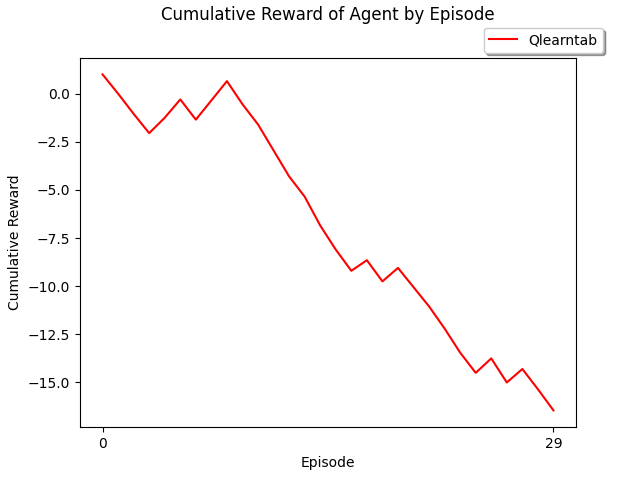 Cumulative Reward of Agent by Episode
Qlearntab
0.0
−2.5
−5.0
−7.5
−10.0
−12.5
−15.0
Cumulative Reward
0 29
Episode